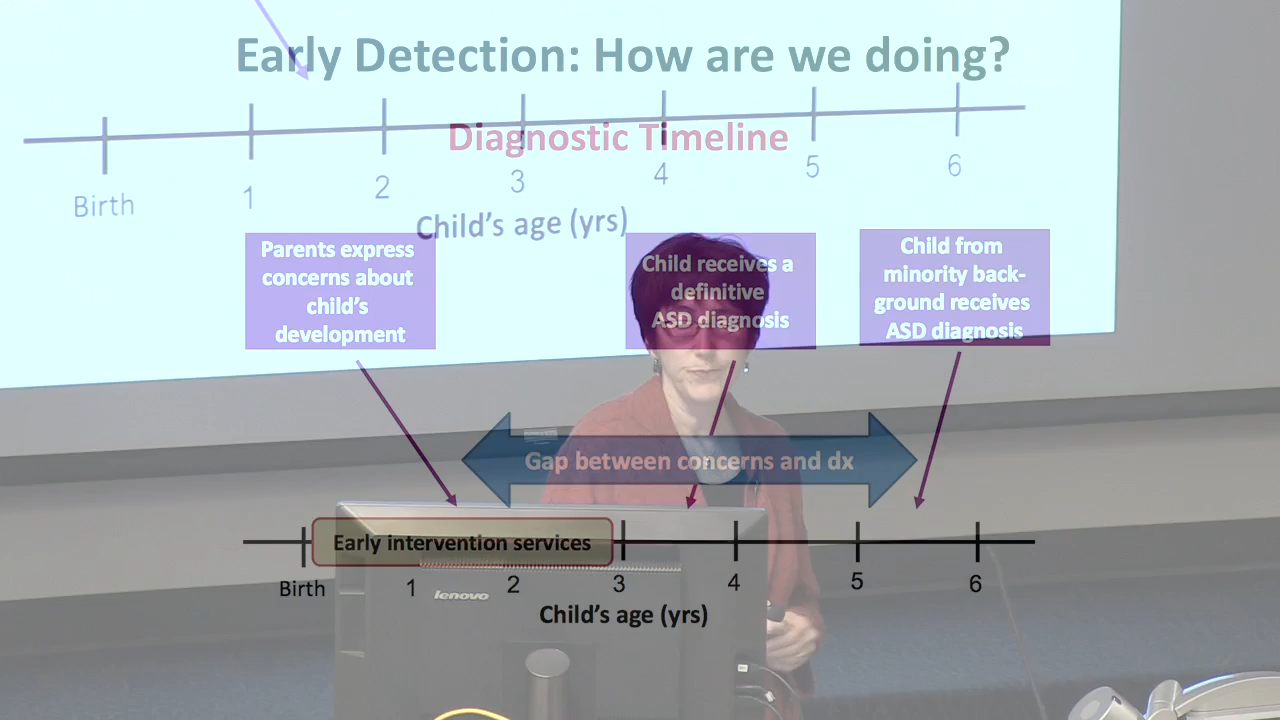 Early Detection: How are we doing?
Diagnostic Timeline
Birth 1 2 3 4 5 6
Child's age (yrs)
Parents express
concerns about
child's
development
Child receives a
definitive
ASD diagnosis
Child from
minority back-
ground receives
ASD diagnosis
Gap between concerns and dx
Early intervention services
Birth 1 2 3 4 5 6
lenovo
Child's age (yrs)